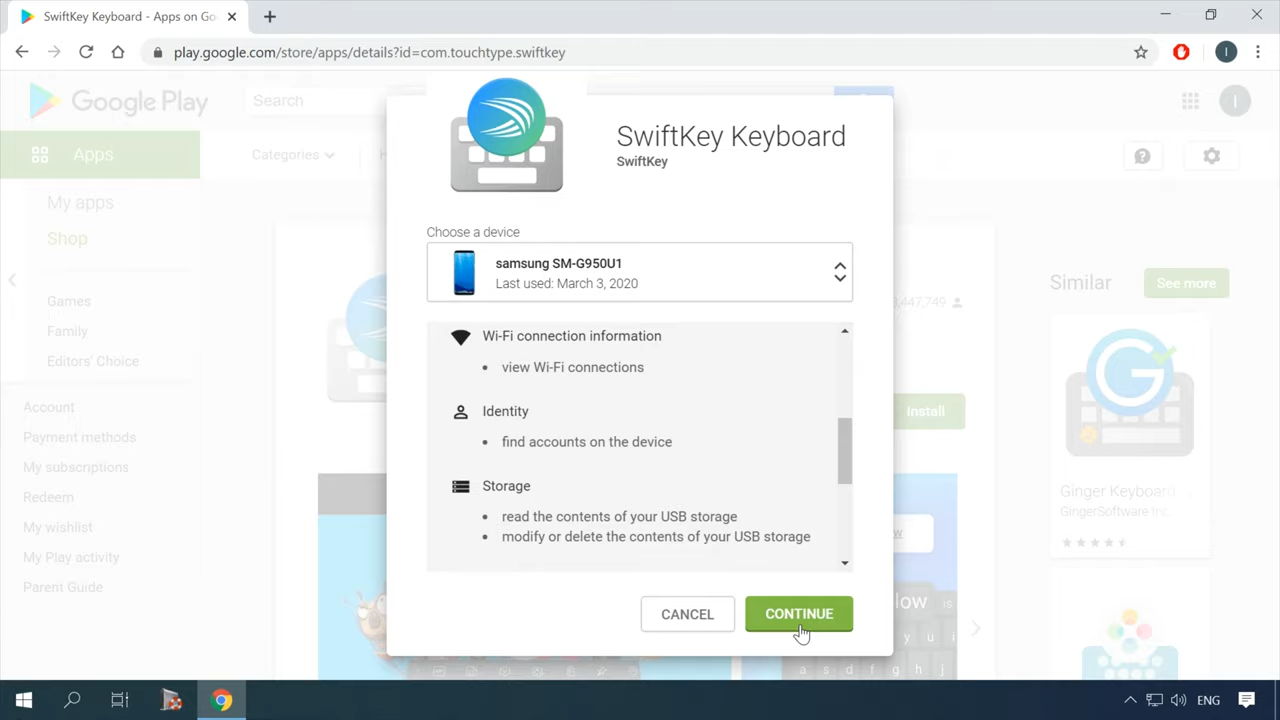 SwiftKey Keyboard - Apps on Go
play.google.com/store/apps/details?id=com.touchtype.swiftkey
I
Google Play
Search
I
Apps
Categories
My apps
Shop
Games
Family
Editors' Choice
Account
Payment methods
My subscriptions
Redeem
My wishlist
My Play activity
Parent Guide
SwiftKey Keyboard
SwiftKey
Choose a device
samsung SM-G950U1
Last used: March 3, 2020
Wi-Fi connection information
• view Wi-Fi connections
Identity
• find accounts on the device
Storage
• read the contents of your USB storage
• modify or delete the contents of your USB storage
CANCEL
CONTINUE
3,447,749
Install
Similar
See more
Ginger Keyboard
GingerSoftware Inc.
low
is
y u i
a s d f g h j
ENG